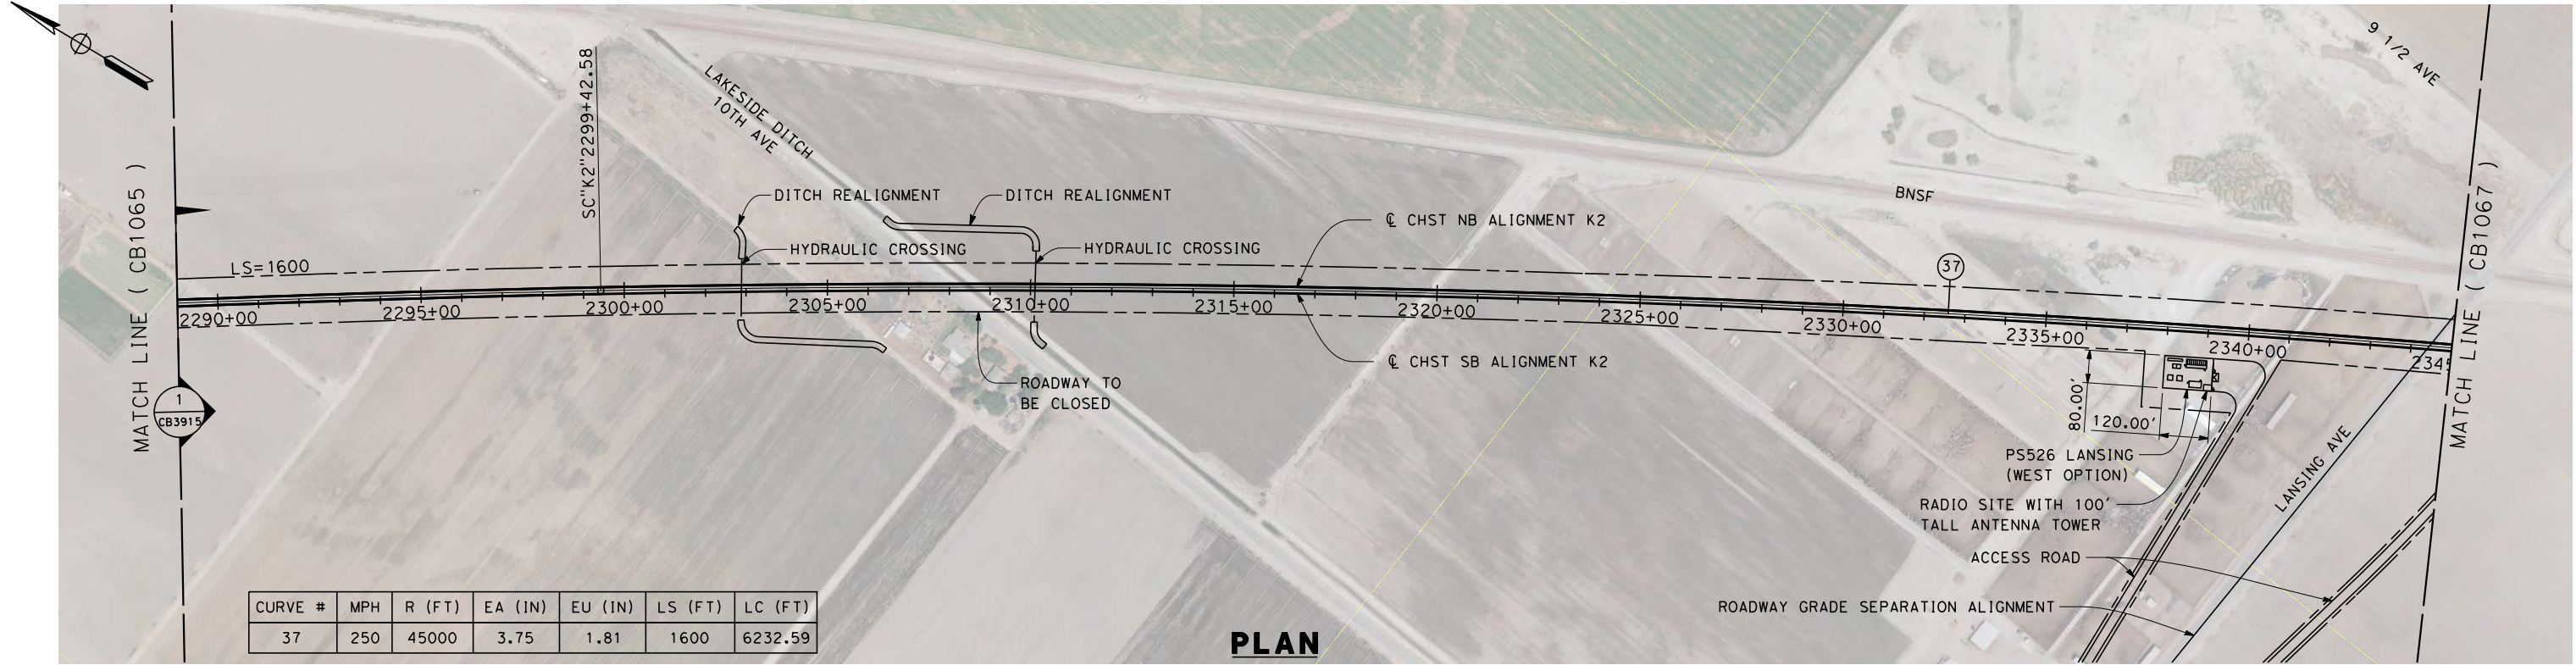 9 1/2 AVE
SC"K2"2299+42.58
LAKESIDE DITCH
10TH AVE
MATCH LINE ( CB1065 )
MATCH LINE ( CB1067 )
DITCH REALIGNMENT
DITCH REALIGNMENT
BNSF
℄ CHST NB ALIGNMENT K2
HYDRAULIC CROSSING
HYDRAULIC CROSSING
LS=1600
37
2290+00
2295+00
2300+00
2305+00
2310+00
2315+00
2320+00
2325+00
2330+00
2335+00
2340+00
234
℄ CHST SB ALIGNMENT K2
ROADWAY TO
BE CLOSED
1
CB3915
80.00'
120.00'
PS526 LANSING
(WEST OPTION)
LANSING AVE
RADIO SITE WITH 100'
TALL ANTENNA TOWER
ACCESS ROAD
ROADWAY GRADE SEPARATION ALIGNMENT
CURVE # MPH R (FT) EA (IN) EU (IN) LS (FT) LC (FT)
37 250 45000 3.75 1.81 1600 6232.59
PLAN